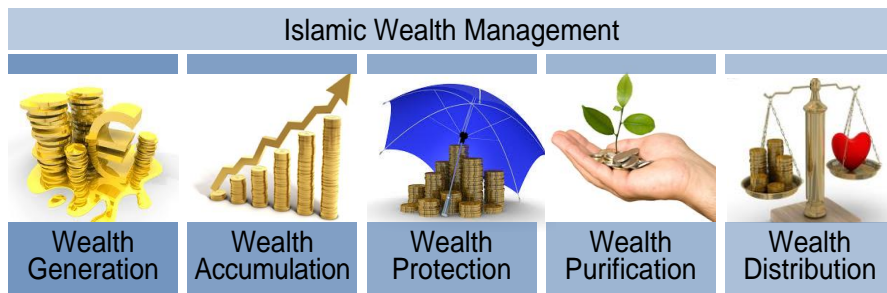 Islamic Wealth Management
Wealth
Generation
Wealth
Accumulation
Wealth
Protection
Wealth
Purification
Wealth
Distribution